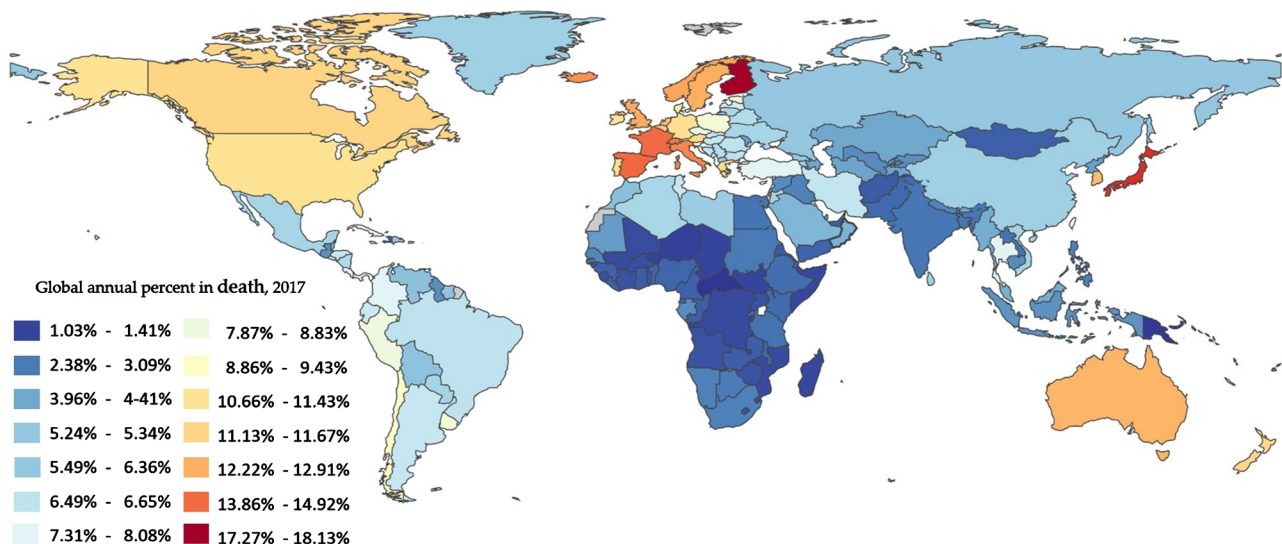 Global annual percent in death, 2017
1.03% - 1.41%
2.38% - 3.09%
3.96% - 4-41%
5.24% - 5.34%
5.49% - 6.36%
6.49% - 6.65%
7.31% - 8.08%
7.87% - 8.83%
8.86% - 9.43%
10.66% - 11.43%
11.13% - 11.67%
12.22% - 12.91%
13.86% - 14.92%
17.27% - 18.13%